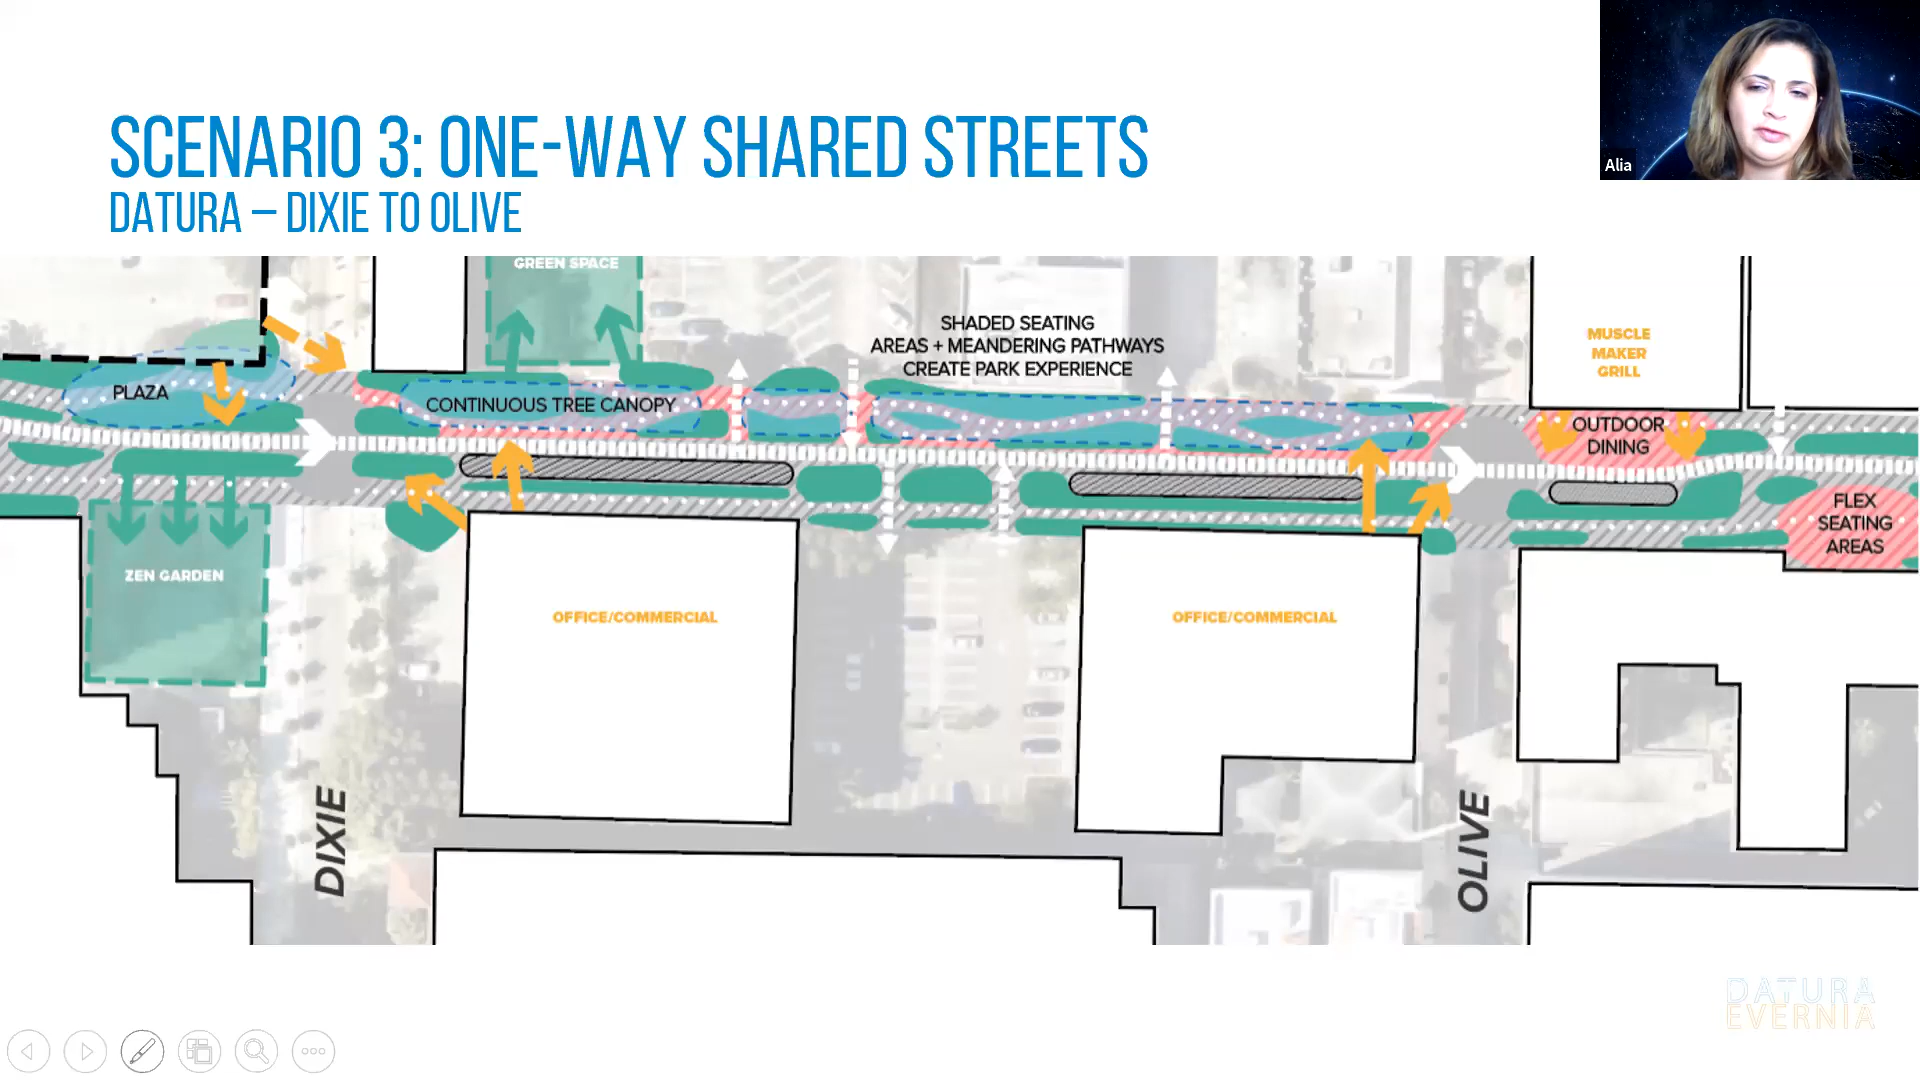 Alia
SCENARIO 3: ONE-WAY SHARED STREETS
DATURA – DIXIE TO OLIVE
GREEN SPACE
SHADED SEATING
AREAS + MEANDERING PATHWAYS
CREATE PARK EXPERIENCE
MUSCLE
MAKER
GRILL
PLAZA
CONTINUOUS TREE CANOPY
OUTDOOR
DINING
FLEX
SEATING
AREAS
ZEN GARDEN
OFFICE/COMMERCIAL
OFFICE/COMMERCIAL
DIXIE
OLIVE
DATURA
EVERNIA